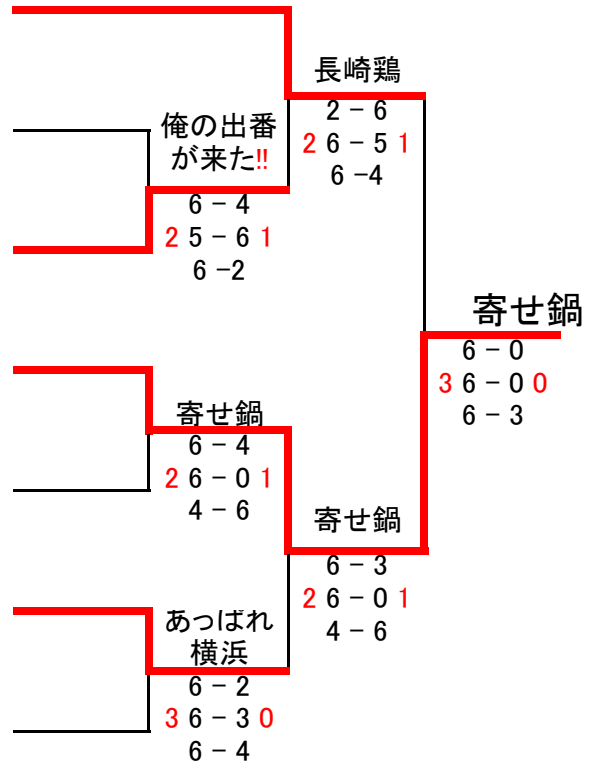 長崎鶏
2 - 6
2 6 - 5 1
6 -4
俺の出番
が来た!!
6 - 4
2 5 - 6 1
6 -2
寄せ鍋
6 - 0
3 6 - 0 0
6 - 3
寄せ鍋
6 - 4
2 6 - 0 1
4 - 6
寄せ鍋
6 - 3
2 6 - 0 1
4 - 6
あっぱれ
横浜
6 - 2
3 6 - 3 0
6 - 4